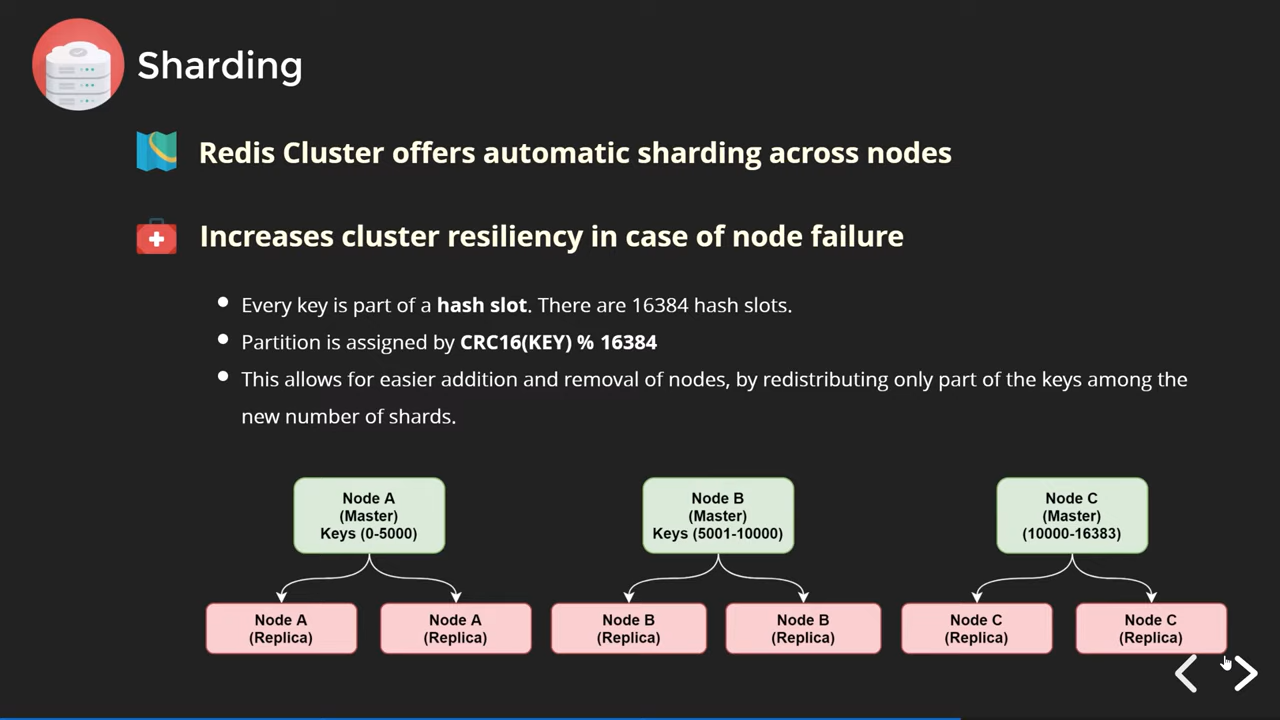 Sharding
Redis Cluster offers automatic sharding across nodes
Increases cluster resiliency in case of node failure
Every key is part of a hash slot. There are 16384 hash slots.
Partition is assigned by CRC16(KEY) % 16384
This allows for easier addition and removal of nodes, by redistributing only part of the keys among the
new number of shards.
Node A
(Master)
Keys (0-5000)
Node B
(Master)
Keys (5001-10000)
Node C
(Master)
(10000-16383)
Node A
(Replica)
Node A
(Replica)
Node B
(Replica)
Node B
(Replica)
Node C
(Replica)
Node C
(Replica)